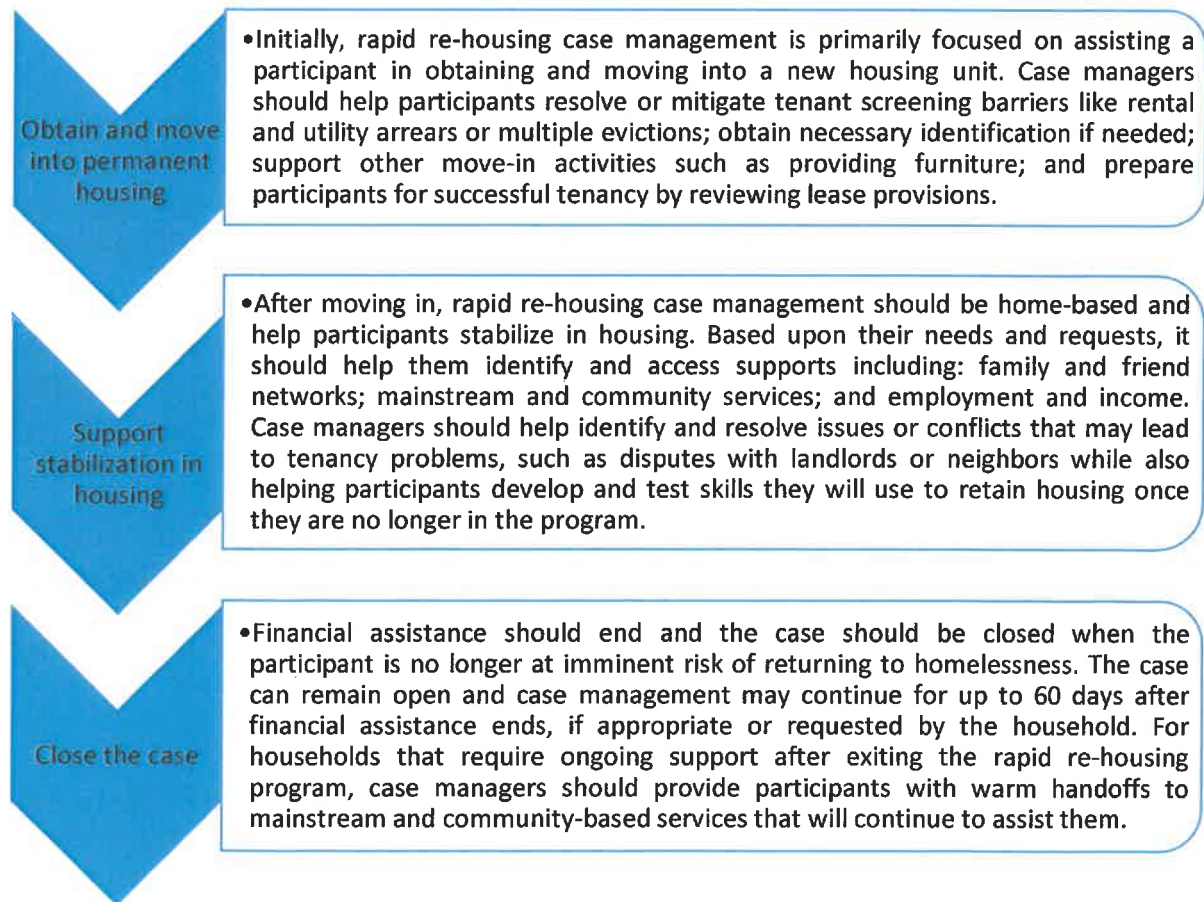 Obtain and move
into permanent
housing
•Initially, rapid re-housing case management is primarily focused on assisting a
participant in obtaining and moving into a new housing unit. Case managers
should help participants resolve or mitigate tenant screening barriers like rental
and utility arrears or multiple evictions; obtain necessary identification if needed;
support other move-in activities such as providing furniture; and prepare
participants for successful tenancy by reviewing lease provisions.
Support
stabilization in
housing
•After moving in, rapid re-housing case management should be home-based and
help participants stabilize in housing. Based upon their needs and requests, it
should help them identify and access supports including: family and friend
networks; mainstream and community services; and employment and income.
Case managers should help identify and resolve issues or conflicts that may lead
to tenancy problems, such as disputes with landlords or neighbors while also
helping participants develop and test skills they will use to retain housing once
they are no longer in the program.
Close the case
•Financial assistance should end and the case should be closed when the
participant is no longer at imminent risk of returning to homelessness. The case
can remain open and case management may continue for up to 60 days after
financial assistance ends, if appropriate or requested by the household. For
households that require ongoing support after exiting the rapid re-housing
program, case managers should provide participants with warm handoffs to
mainstream and community-based services that will continue to assist them.